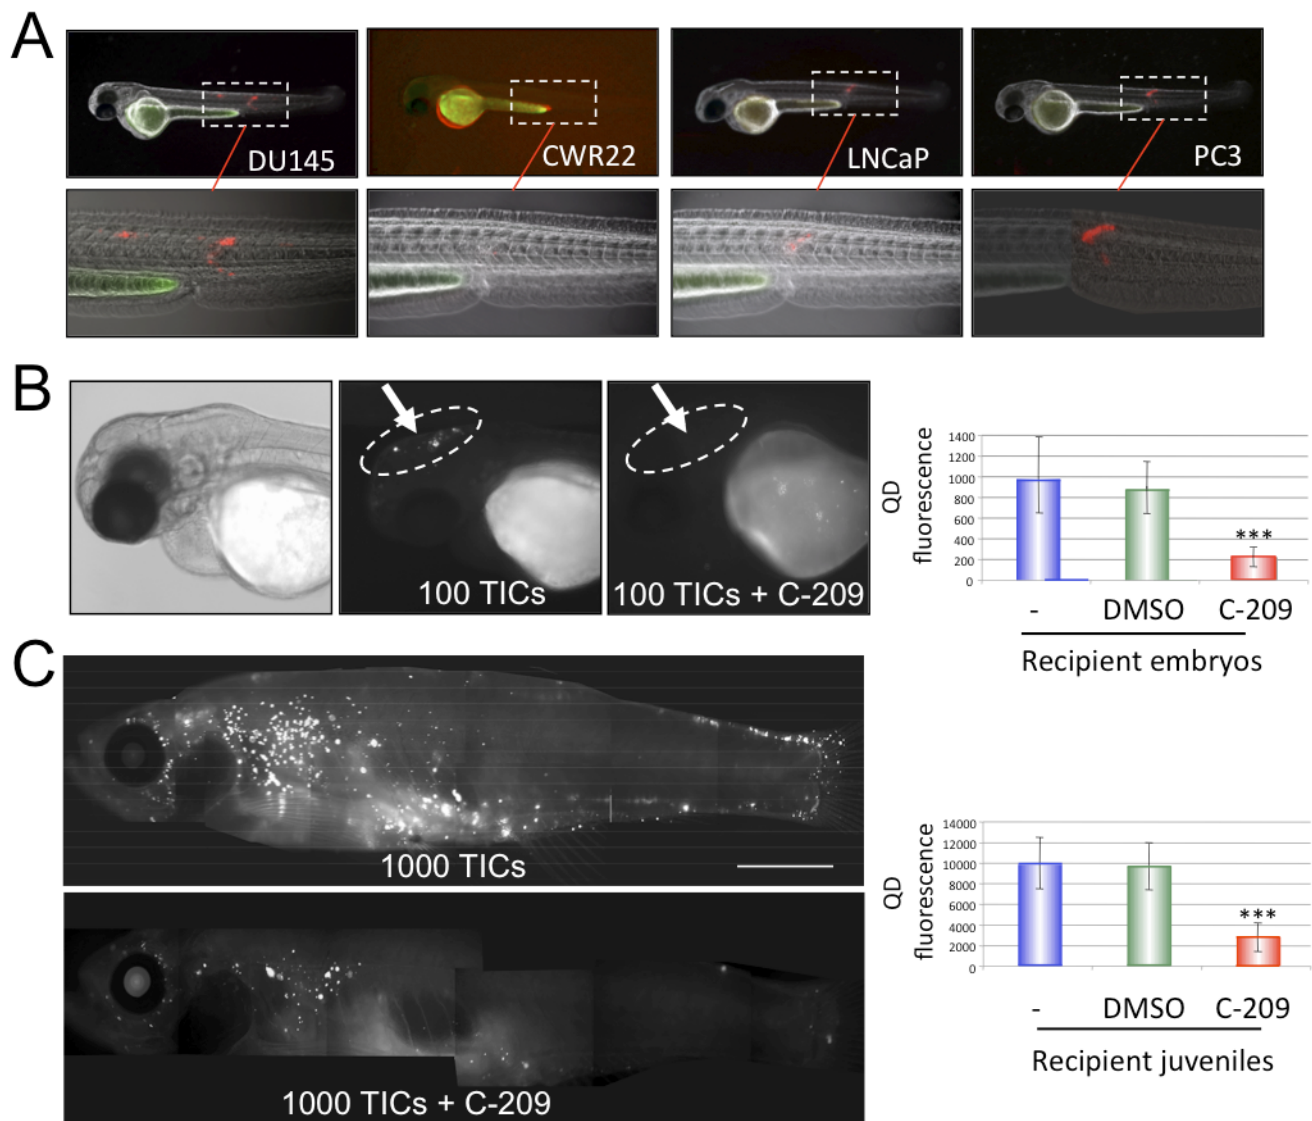 A
DU145
CWR22
LNCaP
PC3
B
100 TICs
100 TICs + C-209
QD
fluorescence
1400
1200
1000
800
600
400
200
0
***
- DMSO C-209
Recipient embryos
C
1000 TICs
1000 TICs + C-209
QD
fluorescence
14000
12000
10000
8000
6000
4000
2000
0
***
- DMSO C-209
Recipient juveniles